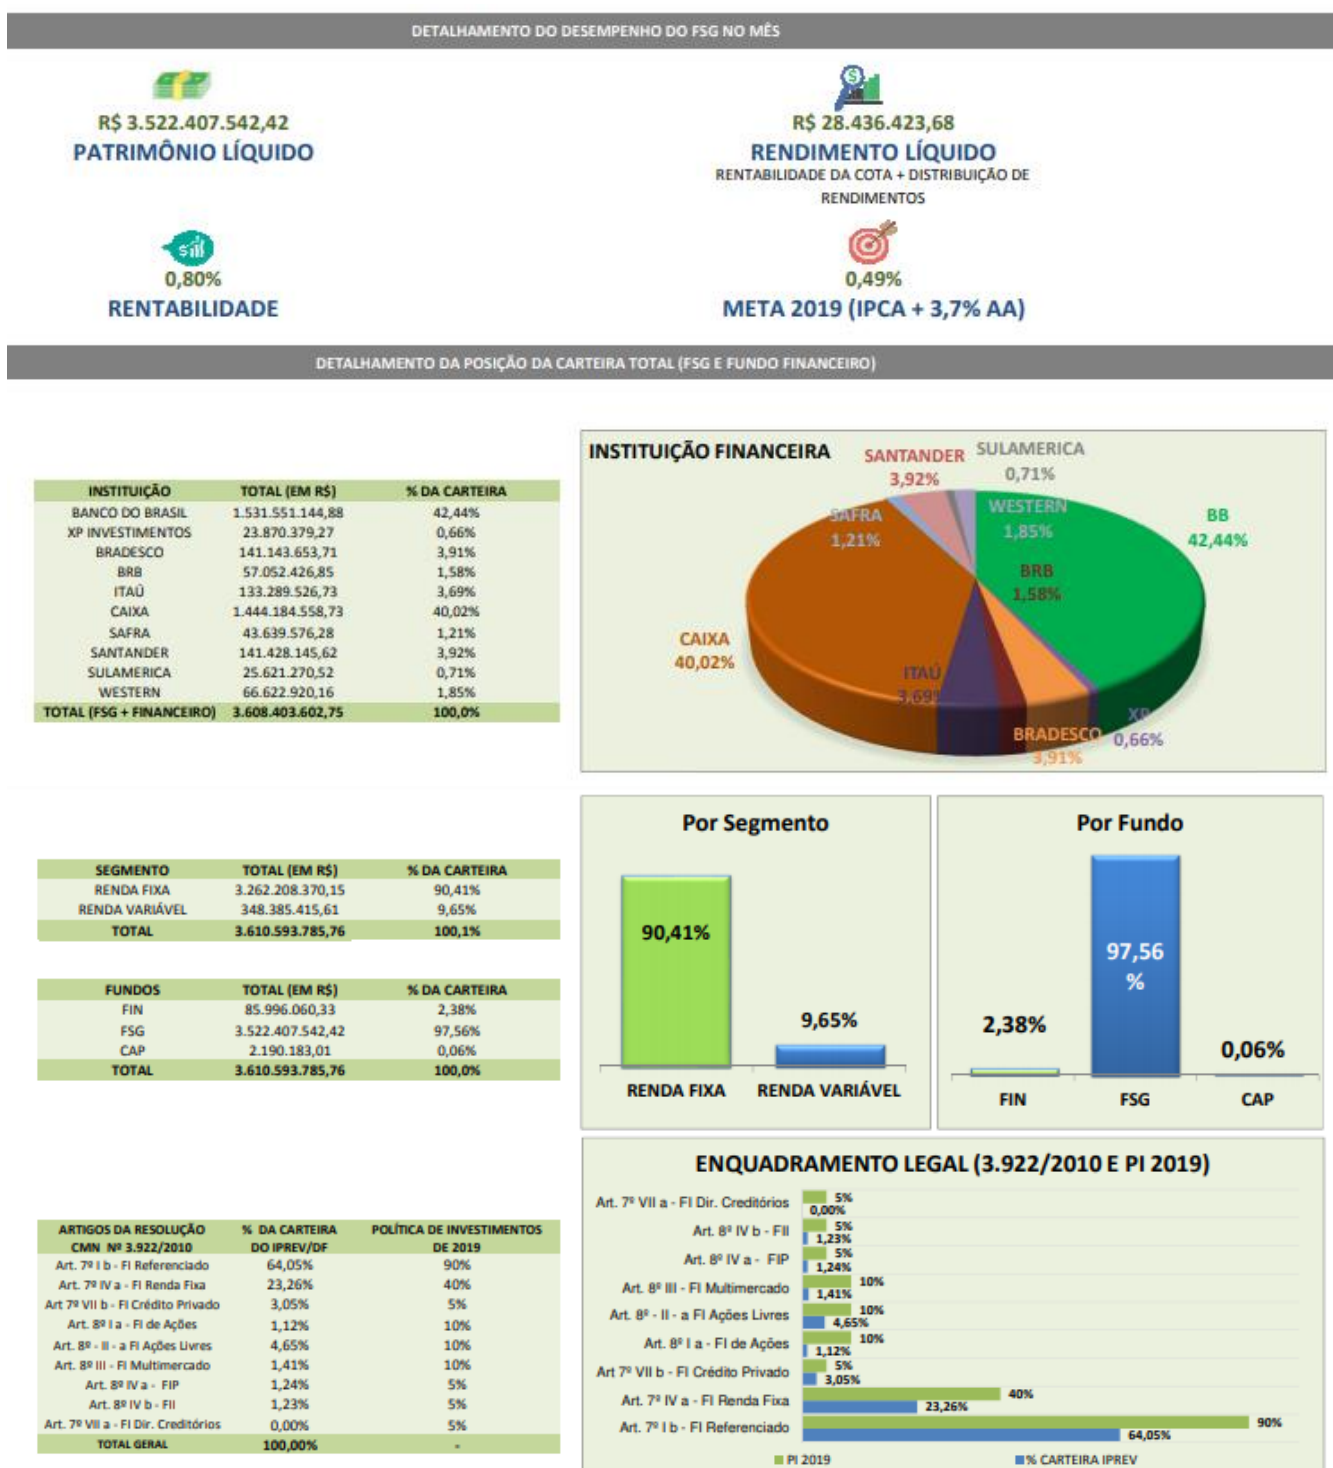 DETALHAMENTO DO DESEMPENHO DO FSG NO MÊS
R$ 3.522.407.542,42
PATRIMÔNIO LÍQUIDO
R$ 28.436.423,68
RENDIMENTO LÍQUIDO
RENTABILIDADE DA COTA + DISTRIBUIÇÃO DE
RENDIMENTOS
0,80%
RENTABILIDADE
0,49%
META 2019 (IPCA + 3,7% AA)
DETALHAMENTO DA POSIÇÃO DA CARTEIRA TOTAL (FSG E FUNDO FINANCEIRO)
INSTITUIÇÃO TOTAL (EM R$) % DA CARTEIRA
BANCO DO BRASIL 1.531.551.144,88 42,44%
XP INVESTIMENTOS 23.870.379,27 0,66%
BRADESCO 141.143.653,71 3,91%
BRB 57.052.426,85 1,58%
ITAÚ 133.289.526,73 3,69%
CAIXA 1.444.184.558,73 40,02%
SAFRA 43.639.576,28 1,21%
SANTANDER 141.428.145,62 3,92%
SULAMERICA 25.621.270,52 0,71%
WESTERN 66.622.920,16 1,85%
TOTAL (FSG + FINANCEIRO) 3.608.403.602,75 100,0%
INSTITUIÇÃO FINANCEIRA
SANTANDER
3,92%
SULAMERICA
0,71%
SAFRA
1,21%
WESTERN
1,85%
BB
42,44%
BRB
1,58%
CAIXA
40,02%
ITAÚ
3,69%
BRADESCO
3,91%
XP
0,66%
SEGMENTO TOTAL (EM R$) % DA CARTEIRA
RENDA FIXA 3.262.208.370,15 90,41%
RENDA VARIÁVEL 348.385.415,61 9,65%
TOTAL 3.610.593.785,76 100,1%
FUNDOS TOTAL (EM R$) % DA CARTEIRA
FIN 85.996.060,33 2,38%
FSG 3.522.407.542,42 97,56%
CAP 2.190.183,01 0,06%
TOTAL 3.610.593.785,76 100,0%
Por Segmento
90,41%
9,65%
RENDA FIXA RENDA VARIÁVEL
Por Fundo
2,38%
97,56
%
0,06%
FIN FSG CAP
ARTIGOS DA RESOLUÇÃO % DA CARTEIRA POLÍTICA DE INVESTIMENTOS
CMN Nº 3.922/2010 DO IPREV/DF DE 2019
Art. 7º I b - FI Referenciado 64,05% 90%
Art. 7º IV a - FI Renda Fixa 23,26% 40%
Art 7º VII b - FI Crédito Privado 3,05% 5%
Art. 8º I a - FI de Ações 1,12% 10%
Art. 8º - II - a FI Ações Livres 4,65% 10%
Art. 8º III - FI Multimercado 1,41% 10%
Art. 8º IV a - FIP 1,24% 5%
Art. 8º IV b - FII 1,23% 5%
Art. 7º VII a - FI Dir. Creditórios 0,00% 5%
TOTAL GERAL 100,00% -
ENQUADRAMENTO LEGAL (3.922/2010 E PI 2019)
Art. 7º VII a - FI Dir. Creditórios 5%
0,00%
Art. 8º IV b - FII 5%
1,23%
Art. 8º IV a - FIP 5%
1,24%
Art. 8º III - FI Multimercado 10%
1,41%
Art. 8º - II - a FI Ações Livres 10%
4,65%
Art. 8º I a - FI de Ações 10%
1,12%
Art 7º VII b - FI Crédito Privado 5%
3,05%
Art. 7º IV a - FI Renda Fixa 40%
23,26%
Art. 7º I b - FI Referenciado 90%
64,05%
PI 2019 % CARTEIRA IPREV